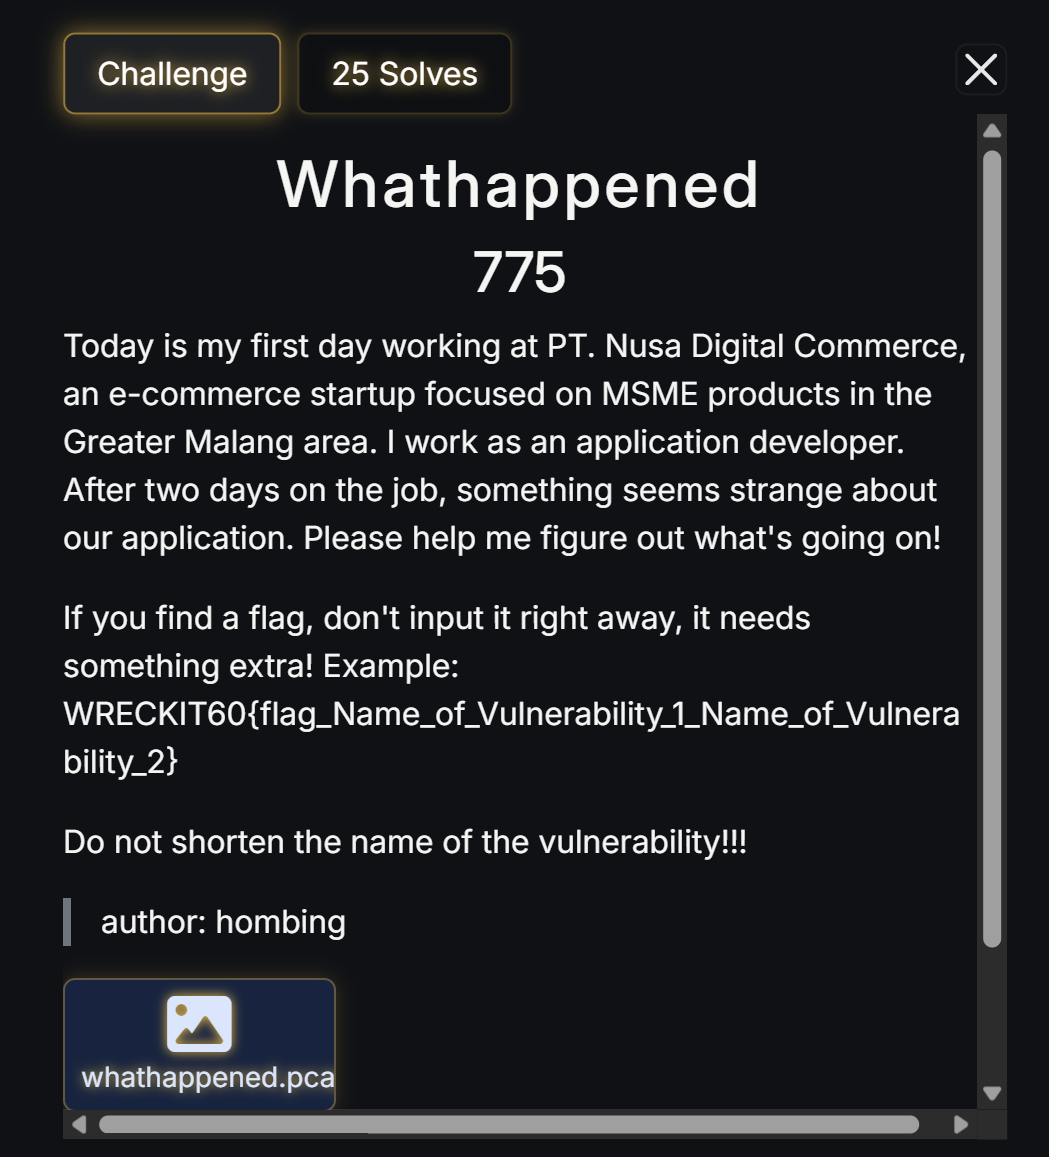 Challenge
25 Solves
Whathappened
775
Today is my first day working at PT. Nusa Digital Commerce,
an e-commerce startup focused on MSME products in the
Greater Malang area. I work as an application developer.
After two days on the job, something seems strange about
our application. Please help me figure out what's going on!
If you find a flag, don't input it right away, it needs
something extra! Example:
WRECKIT60{flag_Name_of_Vulnerability_1_Name_of_Vulnera
bility_2}
Do not shorten the name of the vulnerability!!!
author: hombing
whathappened.pca